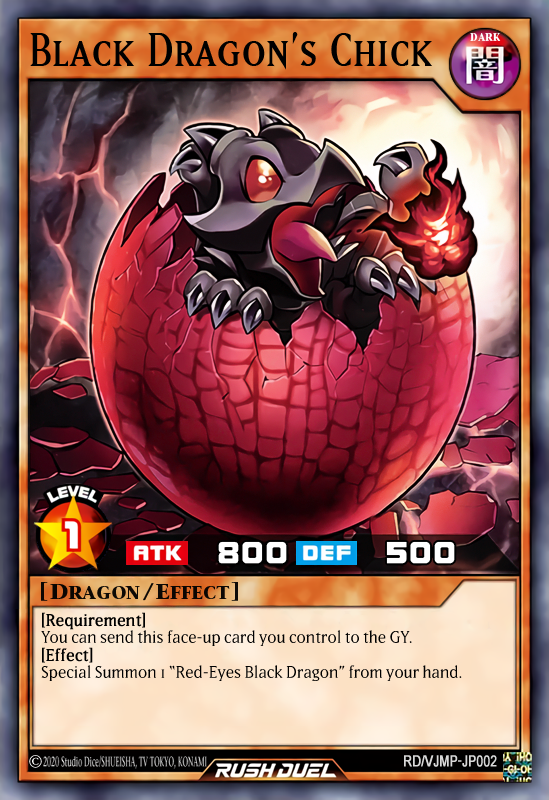 BLACK DRAGON'S CHICK
DARK
闇
LEVEL
1
ATK 800 DEF 500
[DRAGON/EFFECT]
[Requirement]
You can send this face-up card you control to the GY.
[Effect]
Special Summon 1 “Red-Eyes Black Dragon” from your hand.
©2020 Studio Dice/SHUEISHA, TV TOKYO, KONAMI
RUSH DUEL
RD/VJMP-JP002